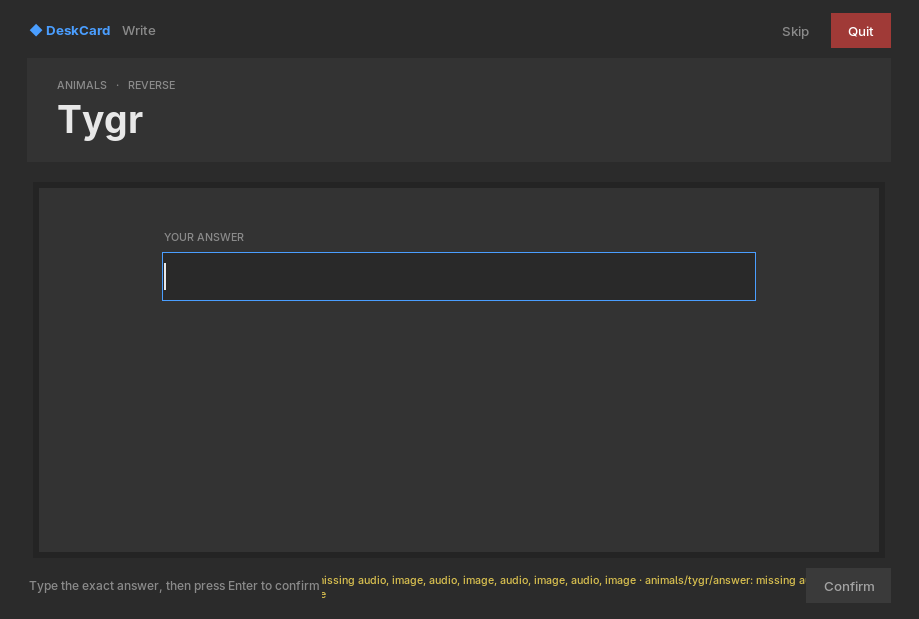 DeskCard Write
Skip
Quit
ANIMALS · REVERSE
Tygr
YOUR ANSWER
Type the exact answer, then press Enter to confirm
audio, image, audio, image, audio, image, audio, image · animals/tygr/answer: missing
Confirm